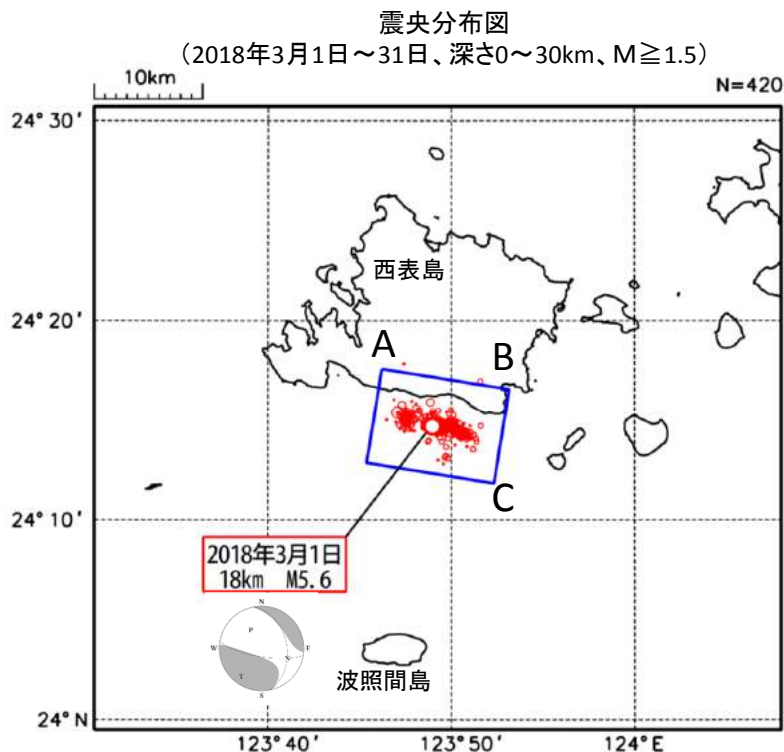 震央分布図
（2018年3月1日～31日、深さ0～30km、M≧1.5）
10km
N=420
24° 30′
西表島
24° 20′
A
B
C
24° 10′
2018年3月1日
18km M5.6
N
P
W
N
E
T
S
波照間島
24° N
123° 40′
123° 50′
124° E